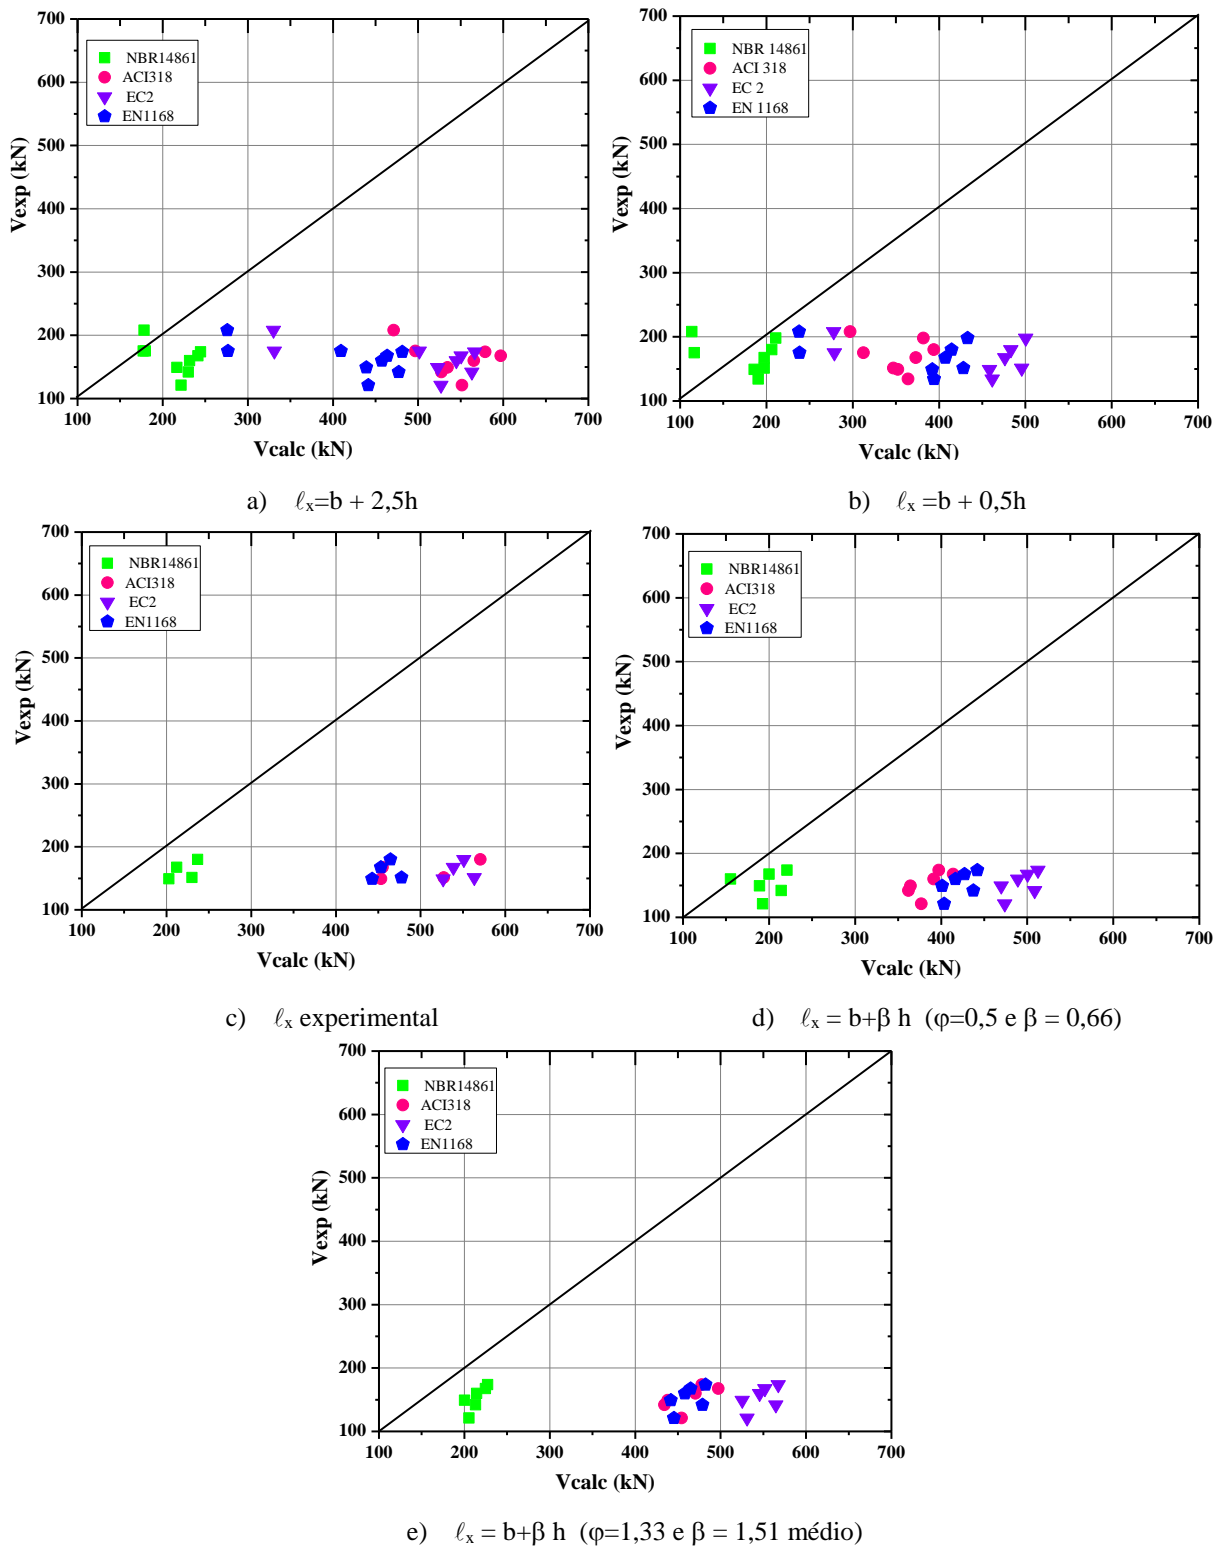 700
600
500
400
300
200
100
Vexp (kN)
NBR14861
ACI318
EC2
EN1168
100 200 300 400 500 600 700
Vcalc (kN)
a) ℓx=b + 2,5h
700
600
500
400
300
200
100
Vexp (kN)
NBR 14861
ACI 318
EC 2
EN 1168
100 200 300 400 500 600 700
Vcalc (kN)
b) ℓx =b + 0,5h
700
600
500
400
300
200
100
Vexp (kN)
NBR14861
ACI318
EC2
EN1168
100 200 300 400 500 600 700
Vcalc (kN)
c) ℓx experimental
700
600
500
400
300
200
100
Vexp (kN)
NBR14861
ACI318
EC2
EN1168
100 200 300 400 500 600 700
Vcalc (kN)
d) ℓx = b+β h (φ=0,5 e β = 0,66)
700
600
500
400
300
200
100
Vexp (kN)
NBR14861
ACI318
EC2
EN1168
100 200 300 400 500 600 700
Vcalc (kN)
e) ℓx = b+β h (φ=1,33 e β = 1,51 médio)